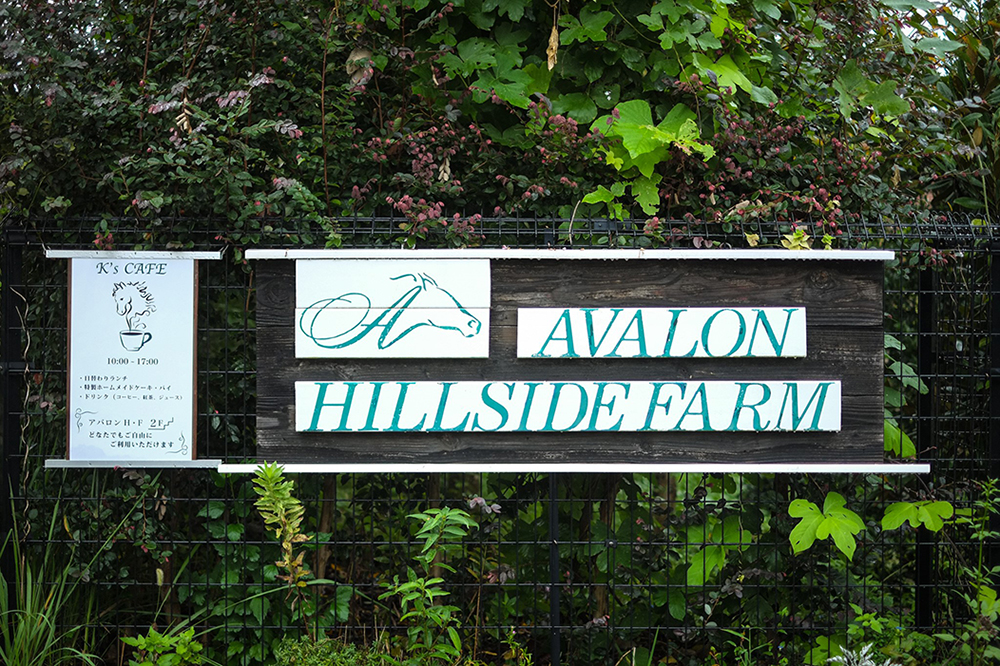 K's CAFE
10:00－17:00
・日替わりランチ
・特製ホームメイドケーキ・パイ
・ドリンク （コーヒー、紅茶、ジュース）
アバロン H・F 2F
どなたでもご自由に
ご利用いただけます
A
AVALON
HILLSIDE FARM